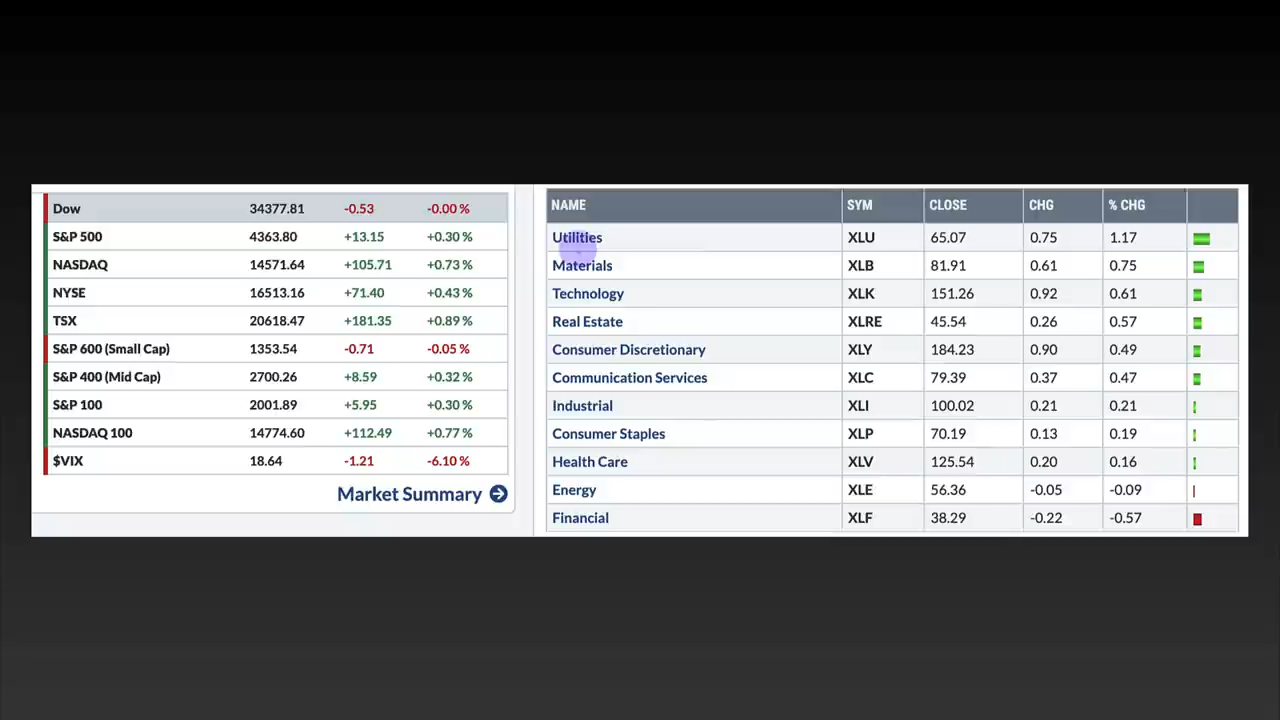 Dow 34377.81 -0.53 -0.00 %
S&P 500 4363.80 +13.15 +0.30 %
NASDAQ 14571.64 +105.71 +0.73 %
NYSE 16513.16 +71.40 +0.43 %
TSX 20618.47 +181.35 +0.89 %
S&P 600 (Small Cap) 1353.54 -0.71 -0.05 %
S&P 400 (Mid Cap) 2700.26 +8.59 +0.32 %
S&P 100 2001.89 +5.95 +0.30 %
NASDAQ 100 14774.60 +112.49 +0.77 %
$VIX 18.64 -1.21 -6.10 %
Market Summary
NAME SYM CLOSE CHG % CHG
Utilities XLU 65.07 0.75 1.17
Materials XLB 81.91 0.61 0.75
Technology XLK 151.26 0.92 0.61
Real Estate XLRE 45.54 0.26 0.57
Consumer Discretionary XLY 184.23 0.90 0.49
Communication Services XLC 79.39 0.37 0.47
Industrial XLI 100.02 0.21 0.21
Consumer Staples XLP 70.19 0.13 0.19
Health Care XLV 125.54 0.20 0.16
Energy XLE 56.36 -0.05 -0.09
Financial XLF 38.29 -0.22 -0.57